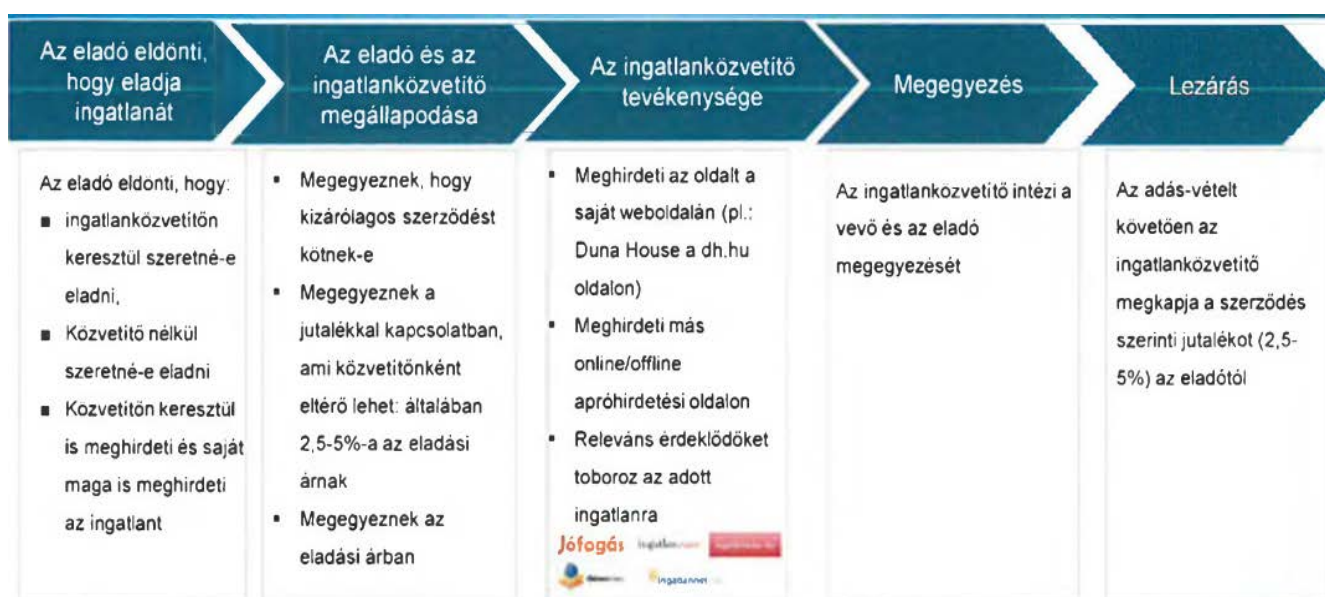 Az eladó eldönti,
hogy eladja
ingatlanát
Az eladó és az
ingatlanközvetítő
megállapodása
Az ingatlanközvetítő
tevékenysége
Megegyezés
Lezárás
Az eladó eldönti, hogy:
■ ingatlanközvetítőn
keresztül szeretné-e
eladni,
■ Közvetítő nélkül
szeretné-e eladni
■ Közvetítőn keresztül
is meghirdeti és saját
maga is meghirdeti
az ingatlant
▪ Megegyeznek, hogy
kizárólagos szerződést
kötnek-e
▪ Megegyeznek a
jutalékkal kapcsolatban,
ami közvetítőnként
eltérő lehet: általában
2,5-5%-a az eladási
árnak
▪ Megegyeznek az
eladási árban
▪ Meghirdeti az oldalt a
saját weboldalán (pl.:
Duna House a dh.hu
oldalon)
▪ Meghirdeti más
online/offline
apróhirdetési oldalon
▪ Releváns érdeklődőket
toboroz az adott
ingatlanra
Jófogás
ingatlannet
Az ingatlanközvetítő intézi a
vevő és az eladó
megegyezését
Az adás-vételt
követően az
ingatlanközvetítő
megkapja a szerződés
szerinti jutalékot (2,5-
5%) az eladótól